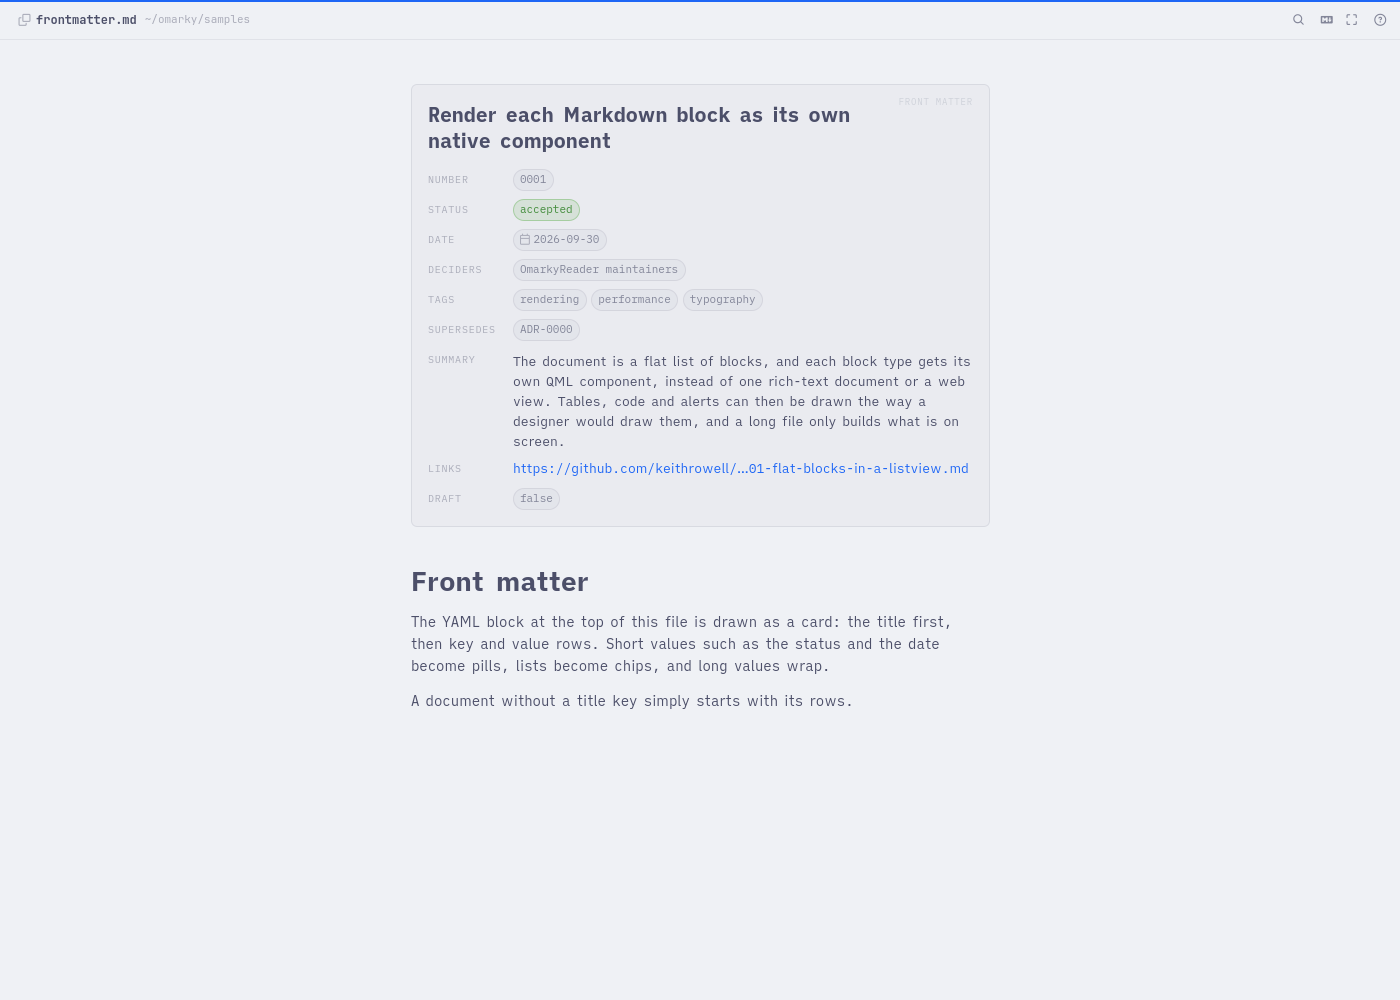 frontmatter.md ~/omarky/samples
FRONT MATTER
Render each Markdown block as its own
native component
NUMBER 0001
STATUS accepted
DATE 2026-09-30
DECIDERS OmarkyReader maintainers
TAGS rendering performance typography
SUPERSEDES ADR-0000
SUMMARY The document is a flat list of blocks, and each block type gets its
own QML component, instead of one rich-text document or a web
view. Tables, code and alerts can then be drawn the way a
designer would draw them, and a long file only builds what is on
screen.
LINKS https://github.com/keithrowell/…01-flat-blocks-in-a-listview.md
DRAFT false
Front matter
The YAML block at the top of this file is drawn as a card: the title first,
then key and value rows. Short values such as the status and the date
become pills, lists become chips, and long values wrap.
A document without a title key simply starts with its rows.